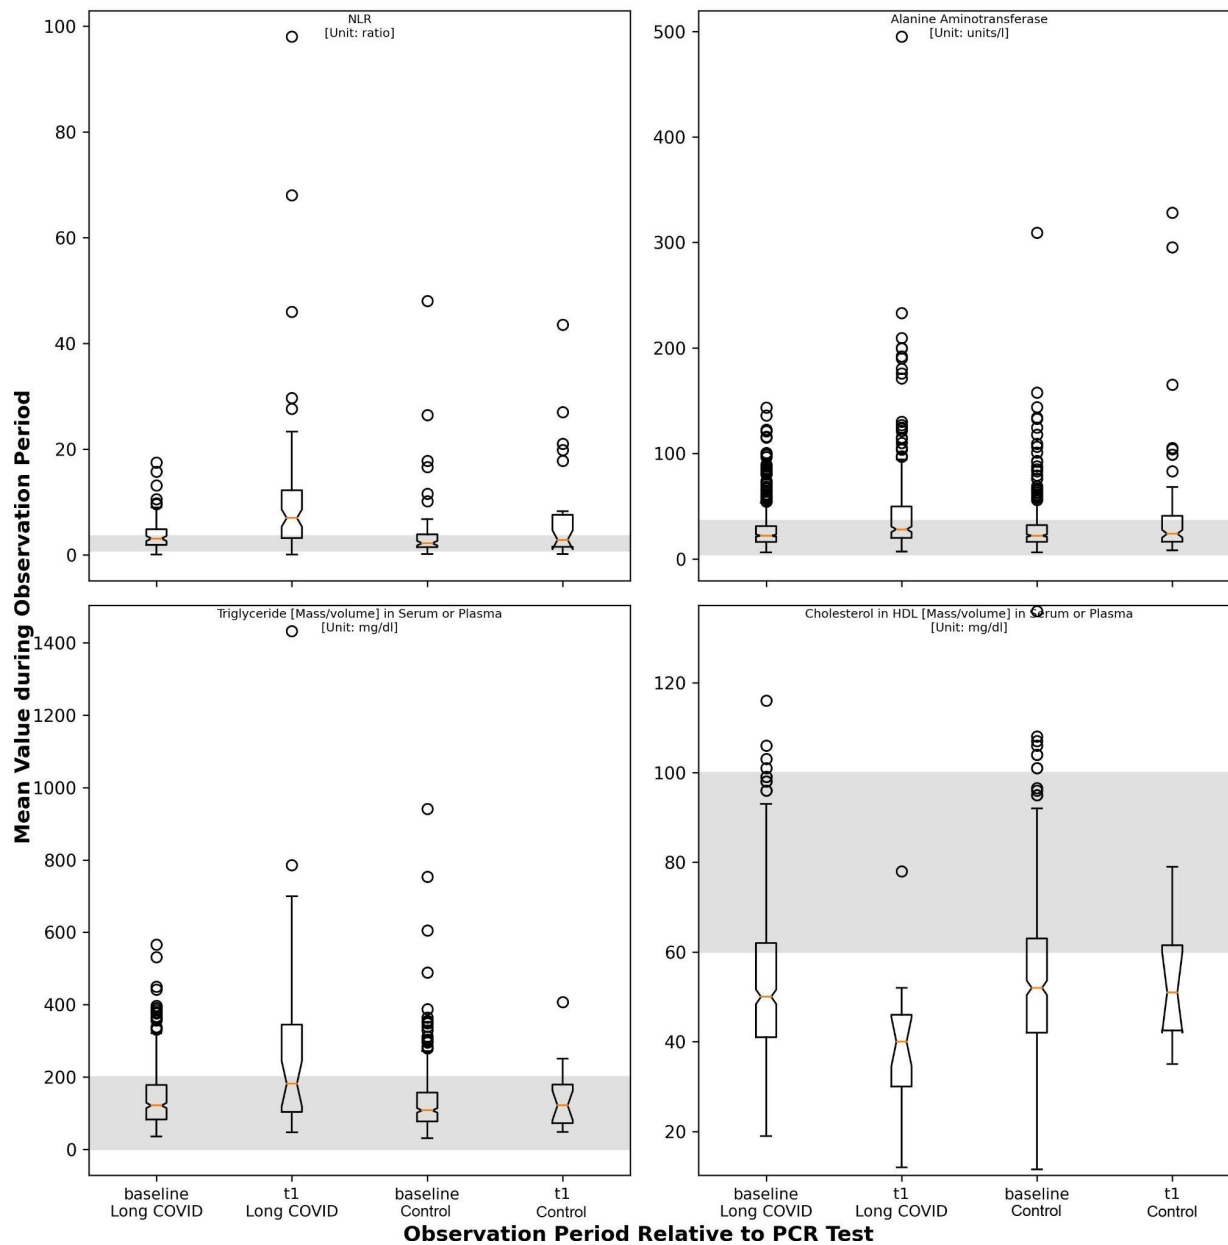 NLR
[Unit: ratio]
100
80
60
40
20
0
Alanine Aminotransferase
[Unit: units/l]
500
400
300
200
100
0
Mean Value during Observation Period
Triglyceride [Mass/volume] in Serum or Plasma
[Unit: mg/dl]
1400
1200
1000
800
600
400
200
0
Cholesterol in HDL [Mass/volume] in Serum or Plasma
[Unit: mg/dl]
120
100
80
60
40
20
baseline
Long COVID
t1
Long COVID
baseline
Control
t1
Control
baseline
Long COVID
t1
Long COVID
baseline
Control
t1
Control
Observation Period Relative to PCR Test